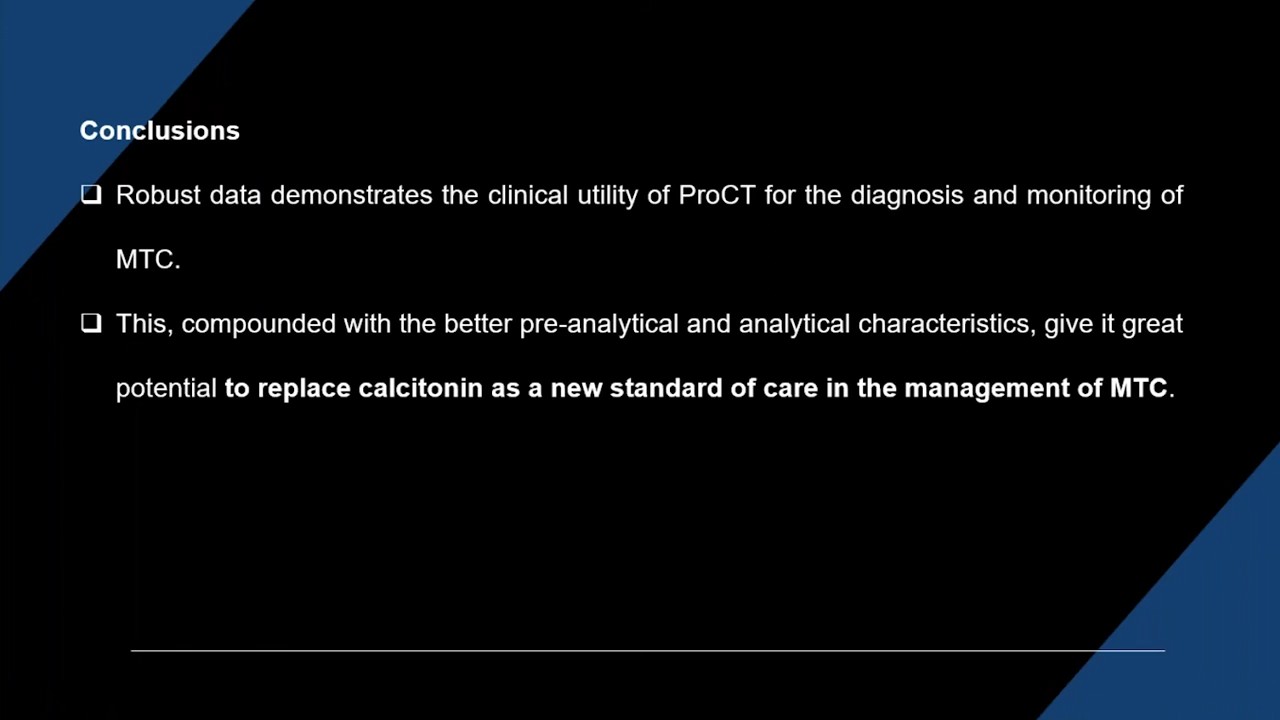 Conclusions
❑ Robust data demonstrates the clinical utility of ProCT for the diagnosis and monitoring of
MTC.
❑ This, compounded with the better pre-analytical and analytical characteristics, give it great
potential to replace calcitonin as a new standard of care in the management of MTC.